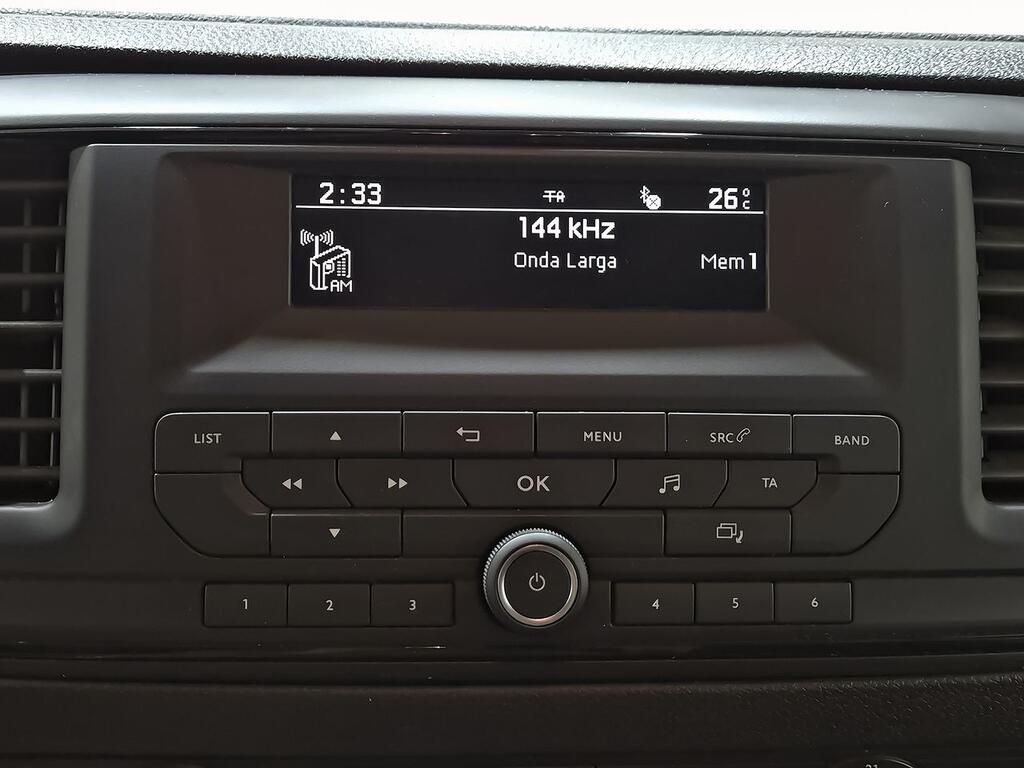 2:33 TA 26°C
144 kHz
Onda Larga Mem 1
AM
LIST MENU SRC BAND
OK TA
1 2 3 4 5 6